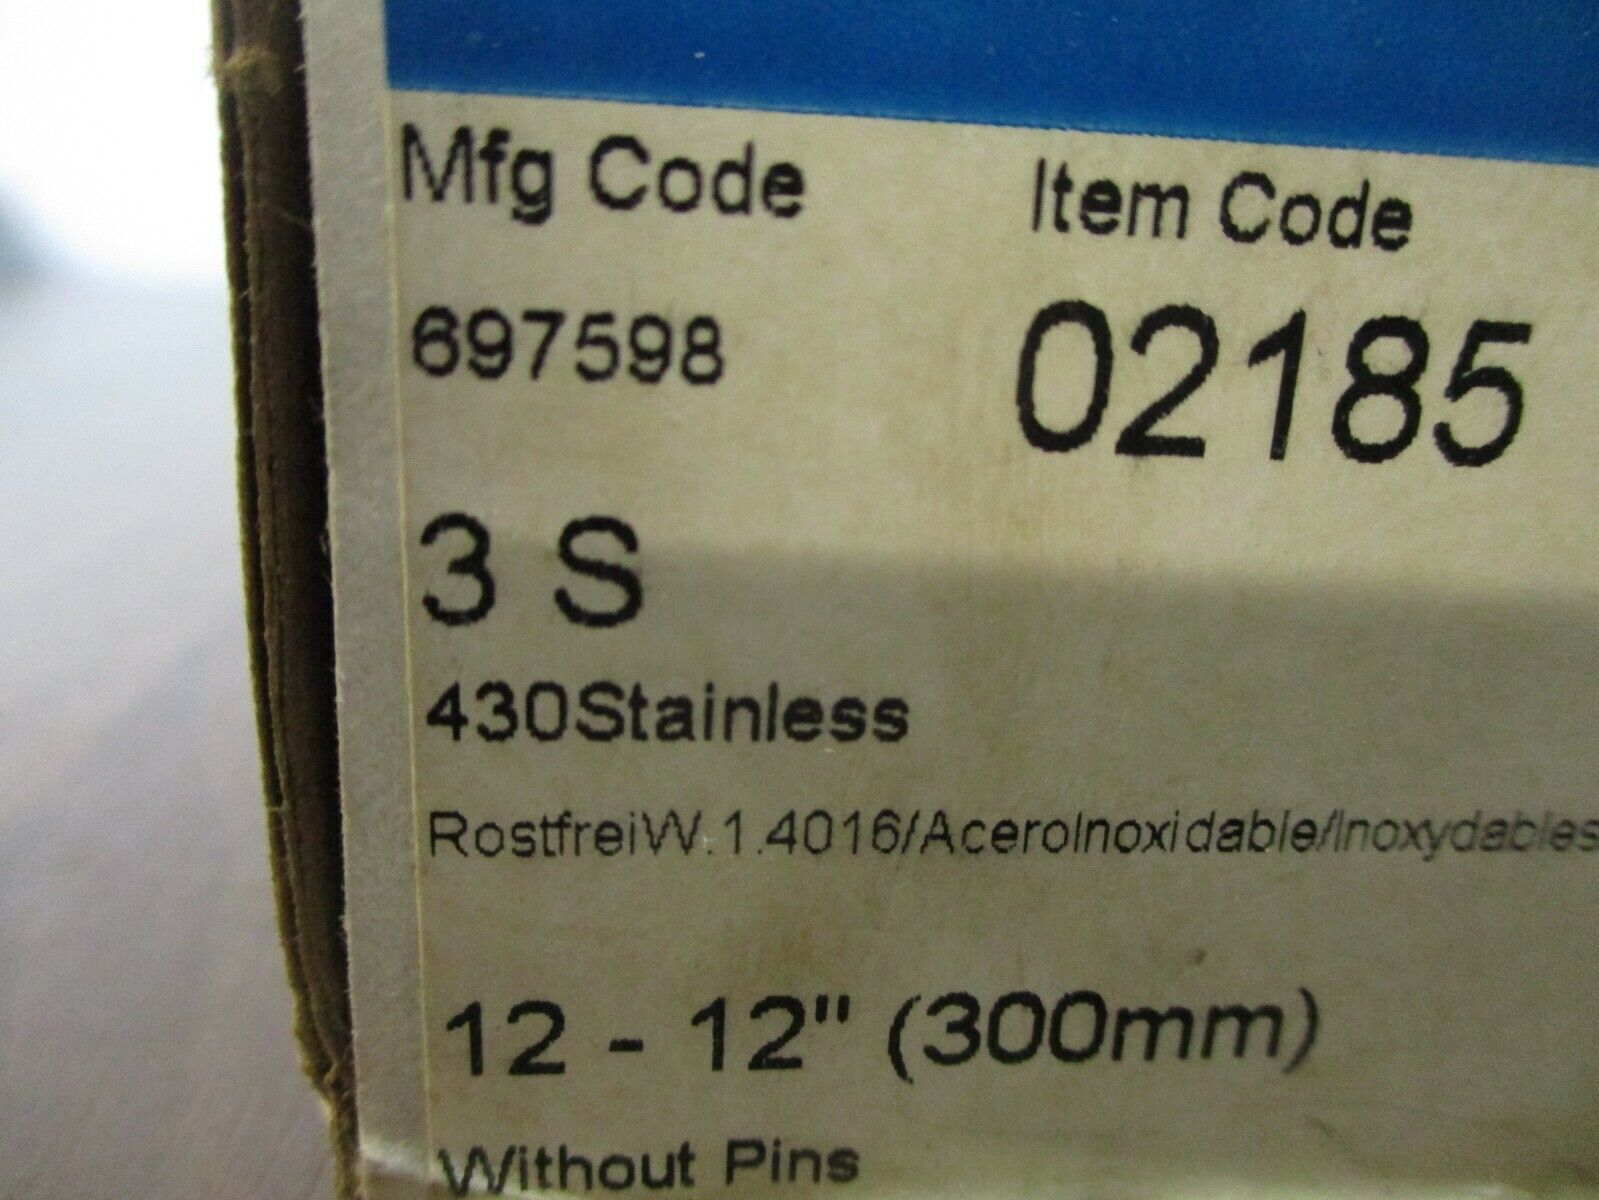 Mfg Code
Item Code
697598
02185
3 S
430Stainless
RostfreiW.1.4016/AceroInoxidable/Inoxydables
12 - 12" (300mm)
Without Pins